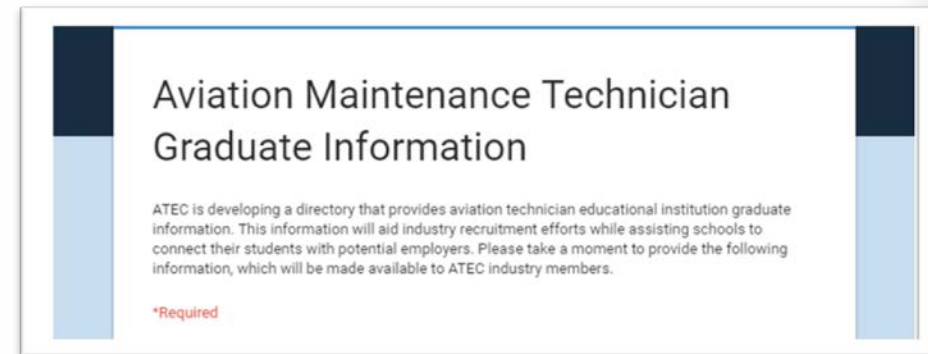 Aviation Maintenance Technician
Graduate Information
ATEC is developing a directory that provides aviation technician educational institution graduate
information. This information will aid industry recruitment efforts while assisting schools to
connect their students with potential employers. Please take a moment to provide the following
information, which will be made available to ATEC industry members.
*Required